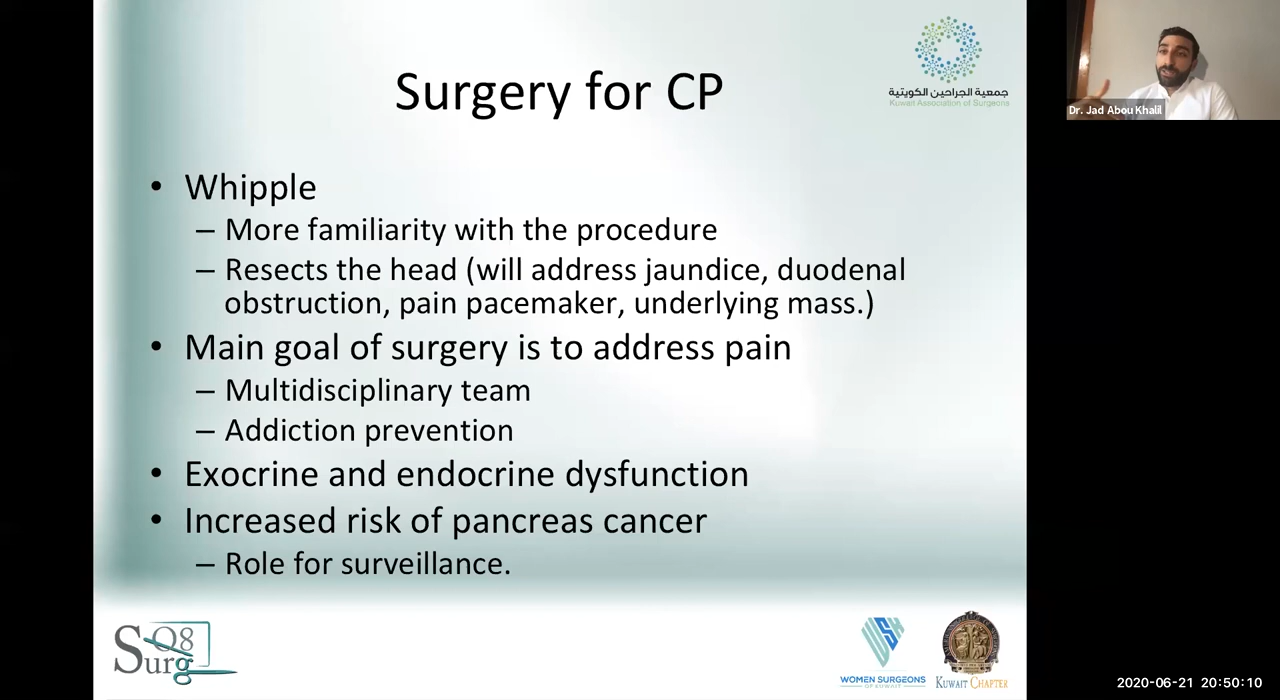 Surgery for CP
جمعية الجراحين الكويتية
Kuwait Association of Surgeons
Dr. Jad Abou Khalil
• Whipple
– More familiarity with the procedure
– Resects the head (will address jaundice, duodenal
obstruction, pain pacemaker, underlying mass.)
• Main goal of surgery is to address pain
– Multidisciplinary team
– Addiction prevention
• Exocrine and endocrine dysfunction
• Increased risk of pancreas cancer
– Role for surveillance.
Q8
Surg
WOMEN SURGEONS
OF KUWAIT
KUWAIT CHAPTER
2020-06-21 20:50:10